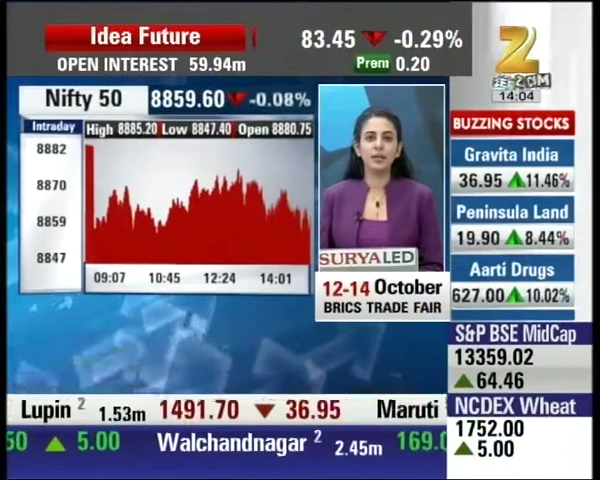 Idea Future
83.45 -0.29%
OPEN INTEREST 59.94m
Prem 0.20
14:04
Nifty 50 8859.60 -0.08%
Intraday High 8885.20 Low 8847.40 Open 8880.75
8882
8870
8859
8847
09:07 10:45 12:24 14:01
SURYA LED
12-14 October
BRICS TRADE FAIR
BUZZING STOCKS
Gravita India
36.95 11.46%
Peninsula Land
19.90 8.44%
Aarti Drugs
627.00 10.02%
S&P BSE MidCap
13359.02
64.46
NCDEX Wheat
1752.00
5.00
Lupin 2 1.53m 1491.70 36.95 Maruti
50 5.00 Walchandnagar 2 2.45m 169.0